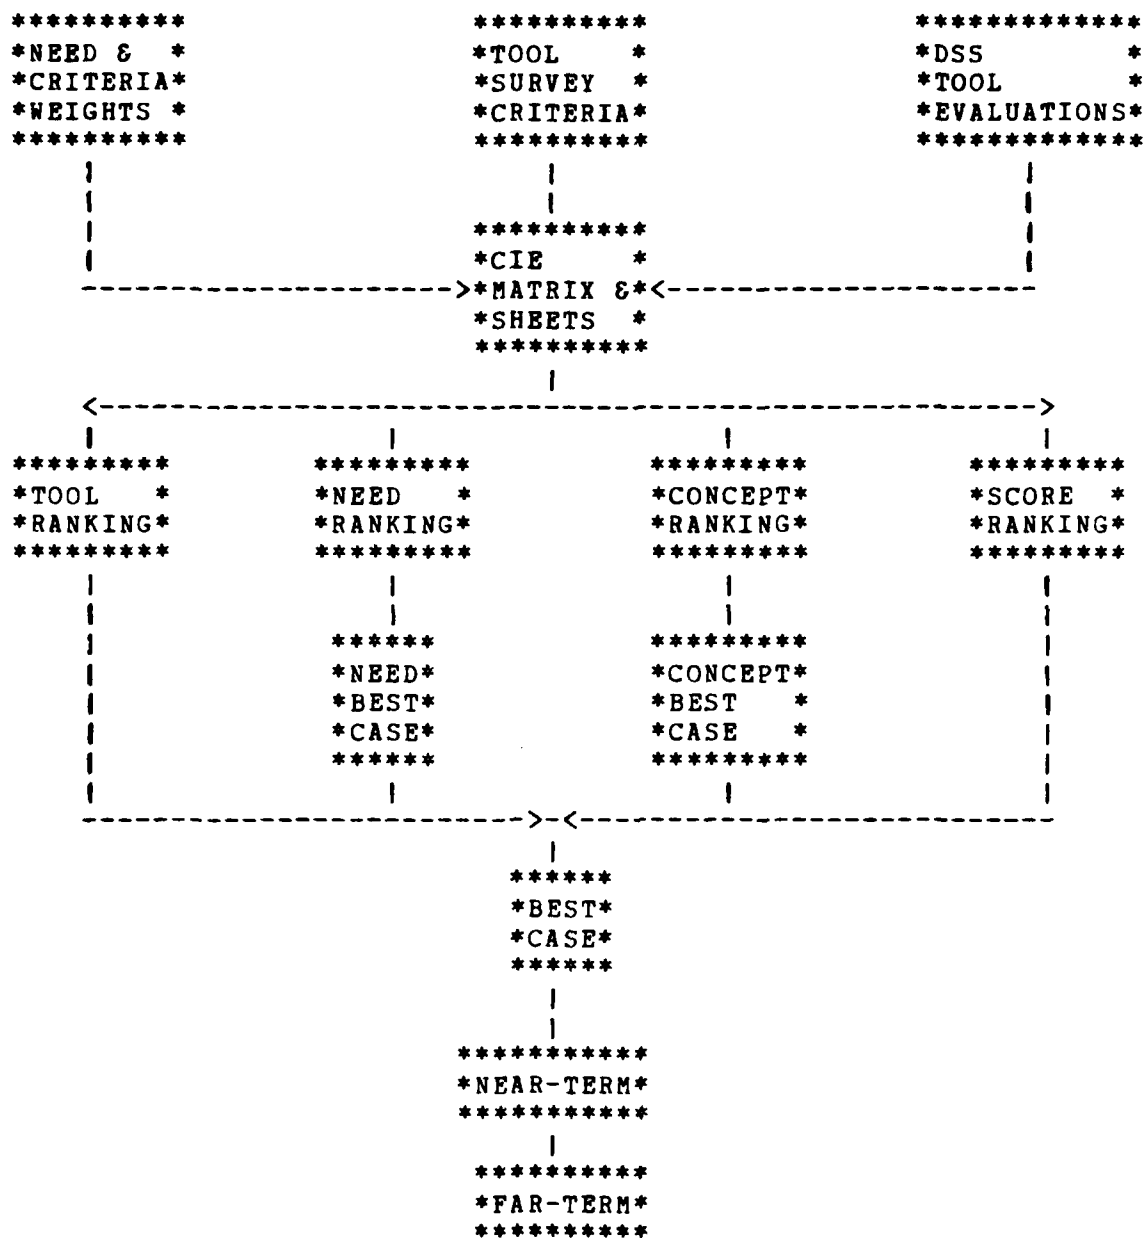 NEED &
CRITERIA
WEIGHTS
TOOL
SURVEY
CRITERIA
DSS
TOOL
EVALUATIONS
CIE
MATRIX &
SHEETS
TOOL
RANKING
NEED
RANKING
CONCEPT
RANKING
SCORE
RANKING
NEED
BEST
CASE
CONCEPT
BEST
CASE
BEST
CASE
NEAR-TERM
FAR-TERM